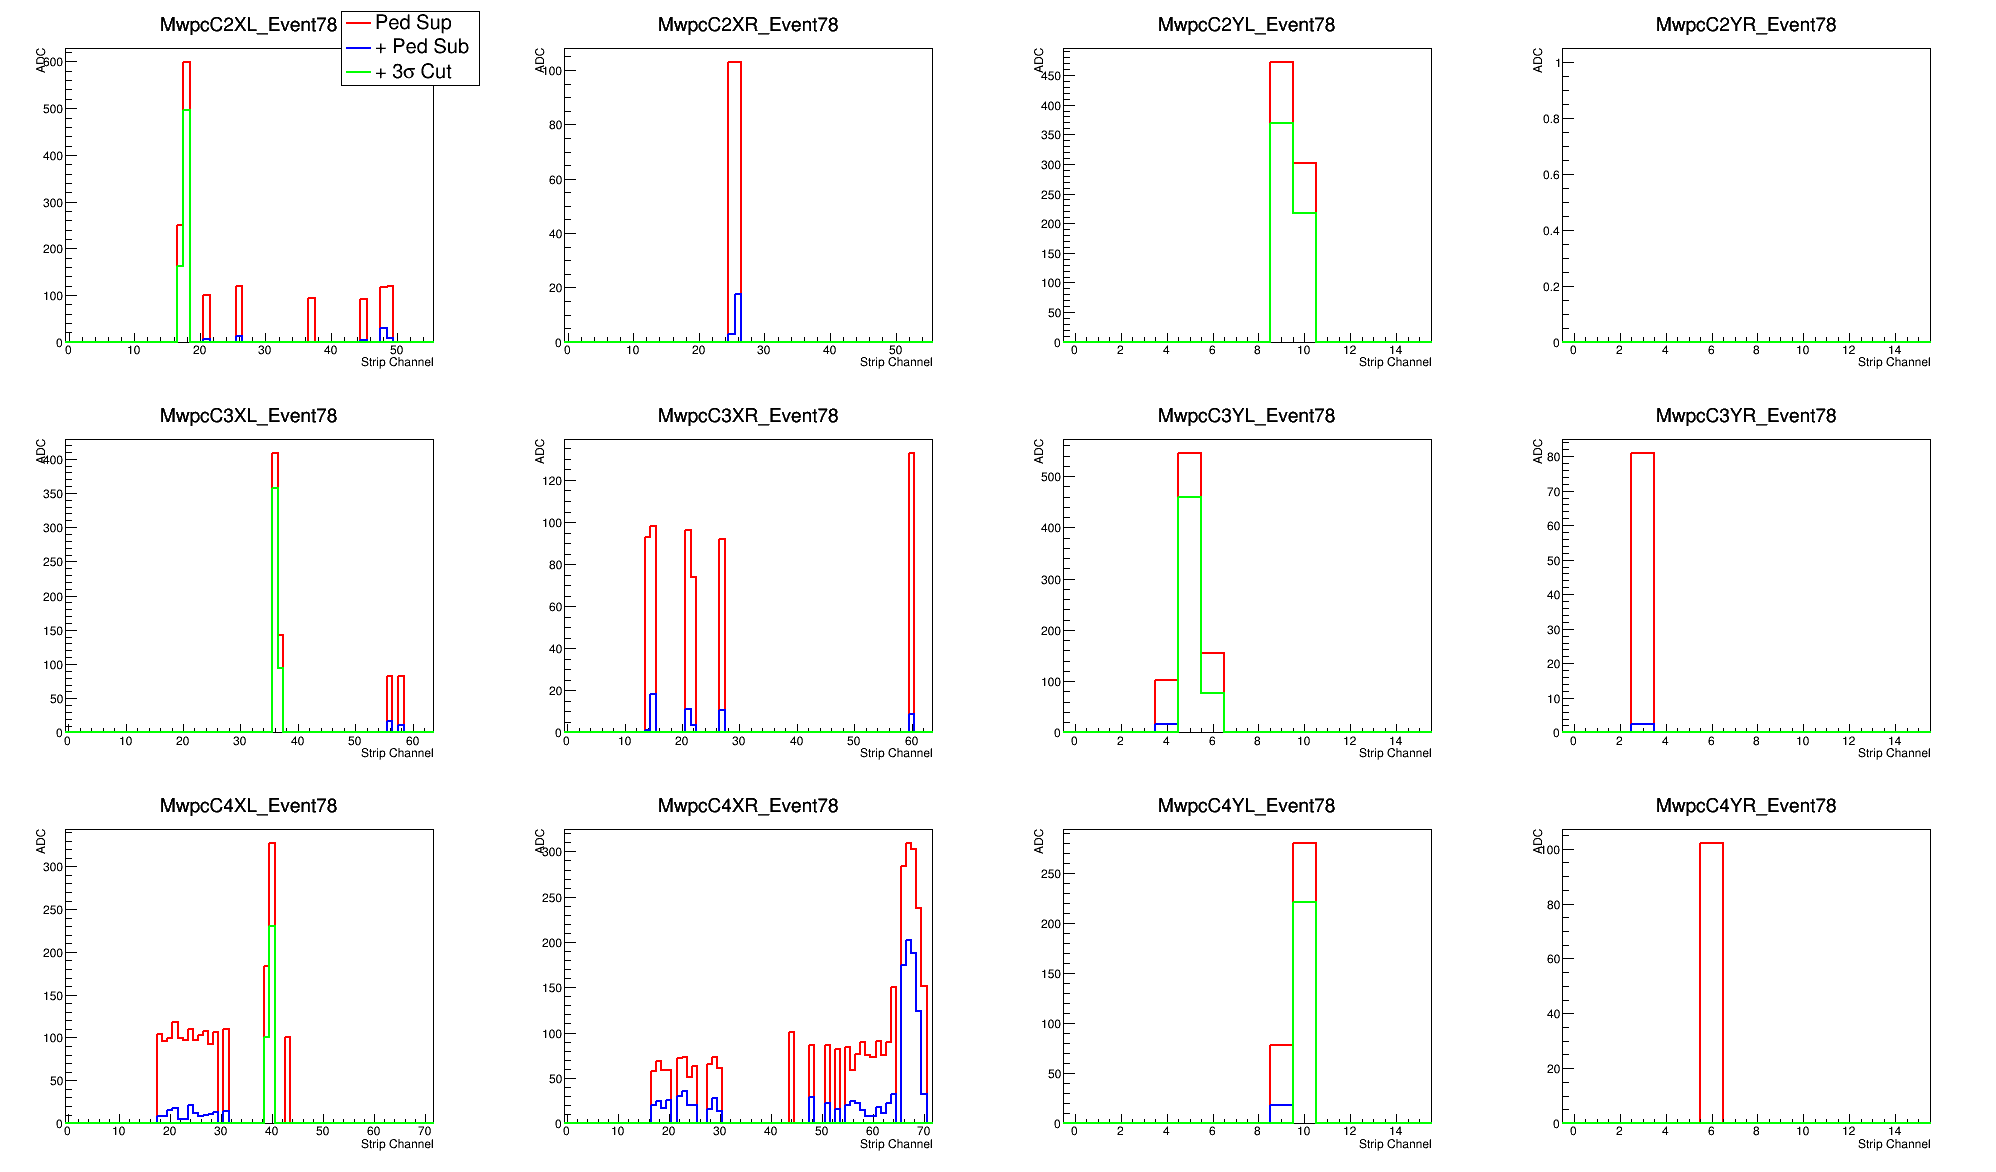 MwpcC2XL_Event78
Ped Sup
+ Ped Sub
+ 3σ Cut
ADC
600
500
400
300
200
100
0
0 10 20 30 40 50
Strip Channel
MwpcC2XR_Event78
ADC
100
80
60
40
20
0
0 10 20 30 40 50
Strip Channel
MwpcC2YL_Event78
ADC
450
400
350
300
250
200
150
100
50
0
0 2 4 6 8 10 12 14
Strip Channel
MwpcC2YR_Event78
ADC
1
0.8
0.6
0.4
0.2
0
0 2 4 6 8 10 12 14
Strip Channel
MwpcC3XL_Event78
ADC
400
350
300
250
200
150
100
50
0
0 10 20 30 40 50 60
Strip Channel
MwpcC3XR_Event78
ADC
120
100
80
60
40
20
0
0 10 20 30 40 50 60
Strip Channel
MwpcC3YL_Event78
ADC
500
400
300
200
100
0
0 2 4 6 8 10 12 14
Strip Channel
MwpcC3YR_Event78
ADC
80
70
60
50
40
30
20
10
0
0 2 4 6 8 10 12 14
Strip Channel
MwpcC4XL_Event78
ADC
300
250
200
150
100
50
0
0 10 20 30 40 50 60 70
Strip Channel
MwpcC4XR_Event78
ADC
300
250
200
150
100
50
0
0 10 20 30 40 50 60 70
Strip Channel
MwpcC4YL_Event78
ADC
250
200
150
100
50
0
0 2 4 6 8 10 12 14
Strip Channel
MwpcC4YR_Event78
ADC
100
80
60
40
20
0
0 2 4 6 8 10 12 14
Strip Channel